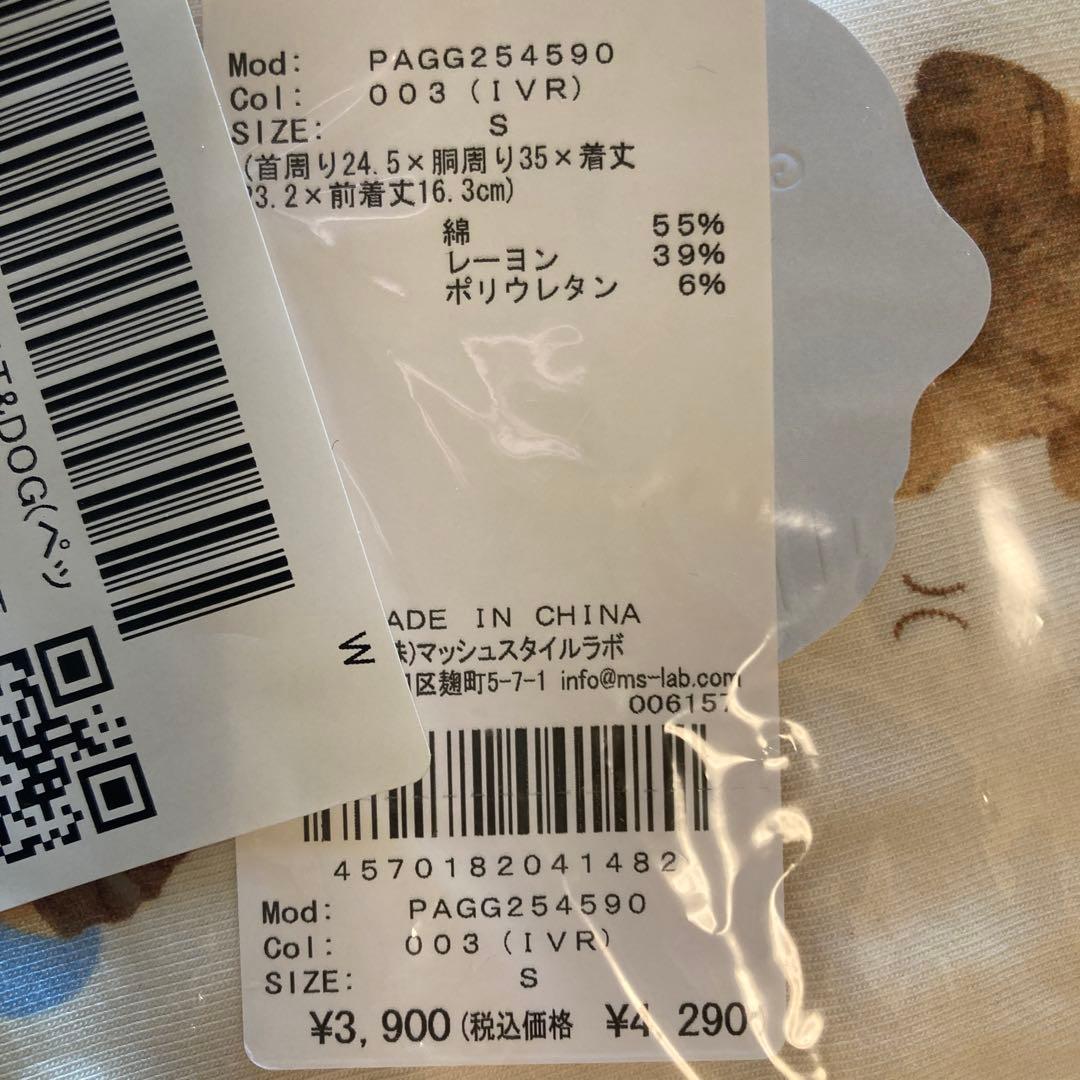 Mod: PAGG254590
Col: 003(IVR)
SIZE: S
(首周り24.5×胴周り35×着丈
3.2×前着丈16.3cm)
綿 55%
レーヨン 39%
ポリウレタン 6%
&DOG(ペッ
M
ADE IN CHINA
株)マッシュスタイルラボ
区麹町5-7-1 info@ms-lab.com
006157
4570182041482
Mod: PAGG254590
Col: 003(IVR)
SIZE: S
¥3,900(税込価格 ¥4,290